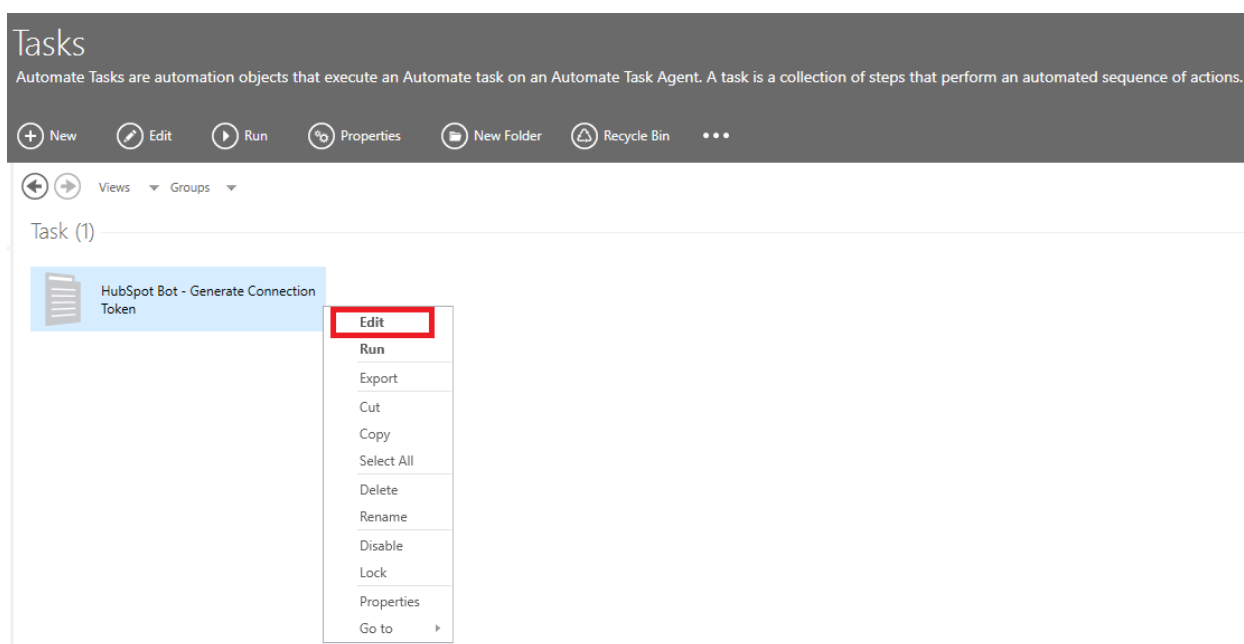 Tasks
Automate Tasks are automation objects that execute an Automate task on an Automate Task Agent. A task is a collection of steps that perform an automated sequence of actions.
New Edit Run Properties New Folder Recycle Bin
Views Groups
Task (1)
HubSpot Bot - Generate Connection
Token
Edit
Run
Export
Cut
Copy
Select All
Delete
Rename
Disable
Lock
Properties
Go to